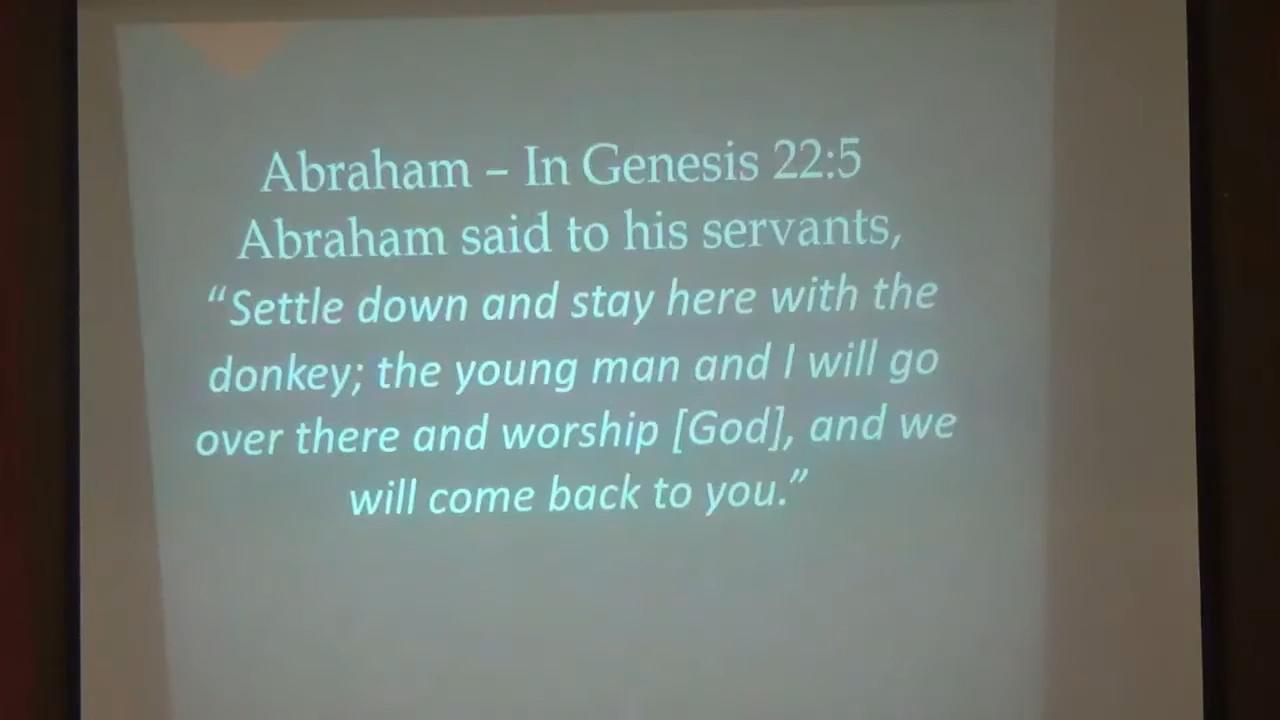 Abraham – In Genesis 22:5
Abraham said to his servants,
“Settle down and stay here with the
donkey; the young man and I will go
over there and worship [God], and we
will come back to you.”